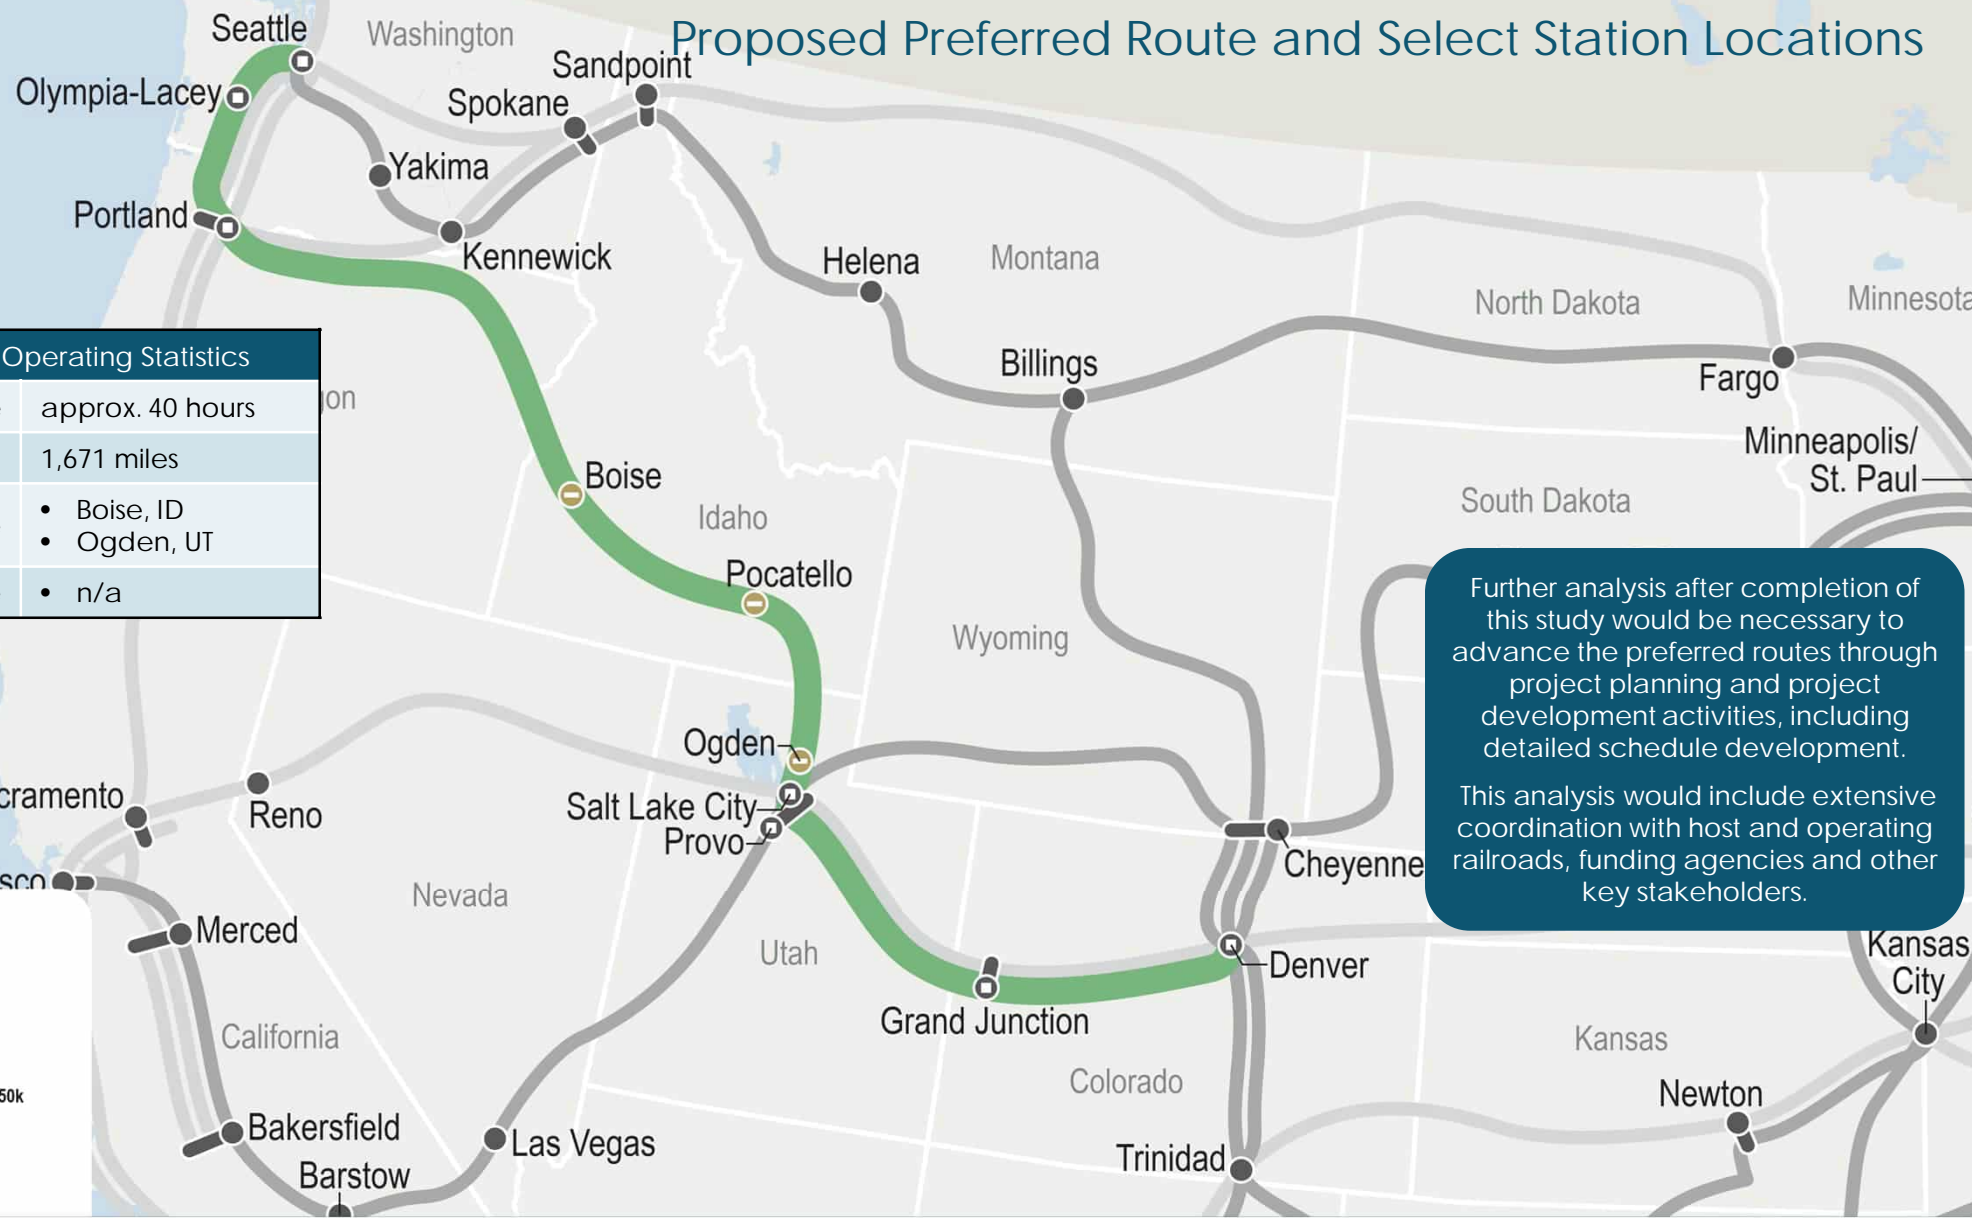 Proposed Preferred Route and Select Station Locations
Seattle
Washington
Sandpoint
Olympia-Lacey
Spokane
Yakima
Portland
Kennewick
Helena
Montana
North Dakota
Minnesota
Operating Statistics
approx. 40 hours
1,671 miles
• Boise, ID
• Ogden, UT
• n/a
gon
Billings
Fargo
Minneapolis/
St. Paul
Boise
Idaho
South Dakota
Pocatello
Wyoming
Further analysis after completion of
this study would be necessary to
advance the preferred routes through
project planning and project
development activities, including
detailed schedule development.
This analysis would include extensive
coordination with host and operating
railroads, funding agencies and other
key stakeholders.
Ogden
cramento
Reno
Salt Lake City
Provo
Cheyenne
sco
Nevada
Merced
Utah
Denver
Kansas
City
Grand Junction
California
Colorado
Kansas
50k
Newton
Bakersfield
Las Vegas
Trinidad
Barstow